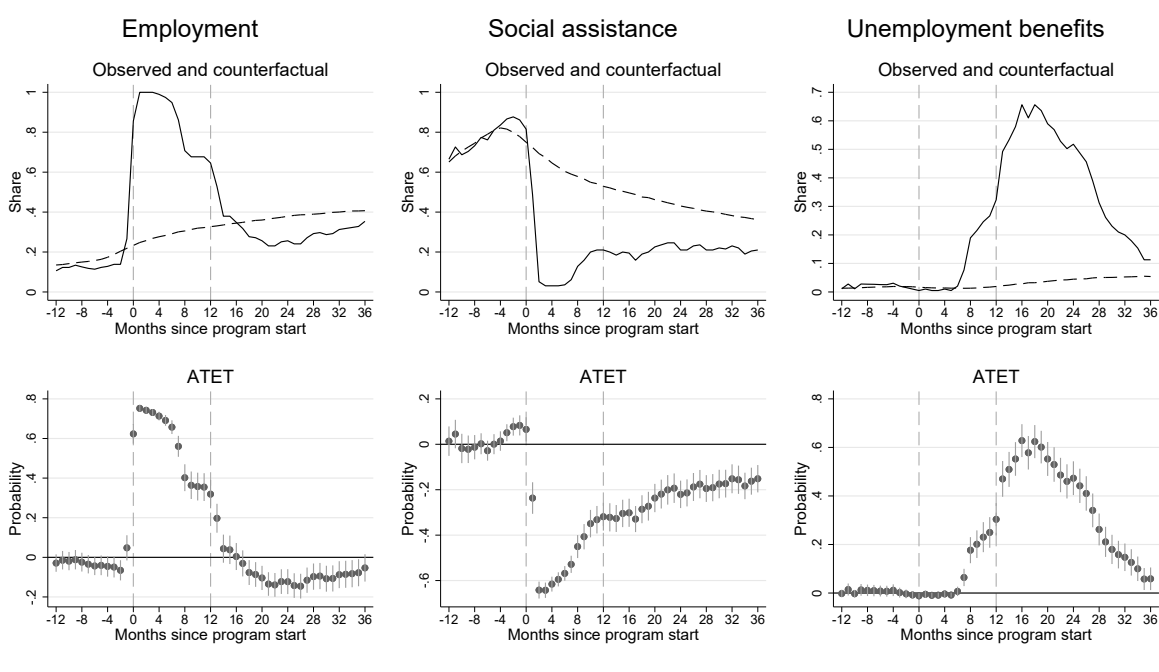 Employment
Social assistance
Unemployment benefits
Observed and counterfactual
Observed and counterfactual
Observed and counterfactual
Share
0 .2 .4 .6 .8 1
-12 -8 -4 0 4 8 12 16 20 24 28 32 36
Months since program start
Share
0 .2 .4 .6 .8 1
-12 -8 -4 0 4 8 12 16 20 24 28 32 36
Months since program start
Share
0 .1 .2 .3 .4 .5 .6 .7
-12 -8 -4 0 4 8 12 16 20 24 28 32 36
Months since program start
ATET
ATET
ATET
Probability
-.2 0 .2 .4 .6 .8
-12 -8 -4 0 4 8 12 16 20 24 28 32 36
Months since program start
Probability
-.6 -.4 -.2 0 .2
-12 -8 -4 0 4 8 12 16 20 24 28 32 36
Months since program start
Probability
0 .2 .4 .6 .8
-12 -8 -4 0 4 8 12 16 20 24 28 32 36
Months since program start